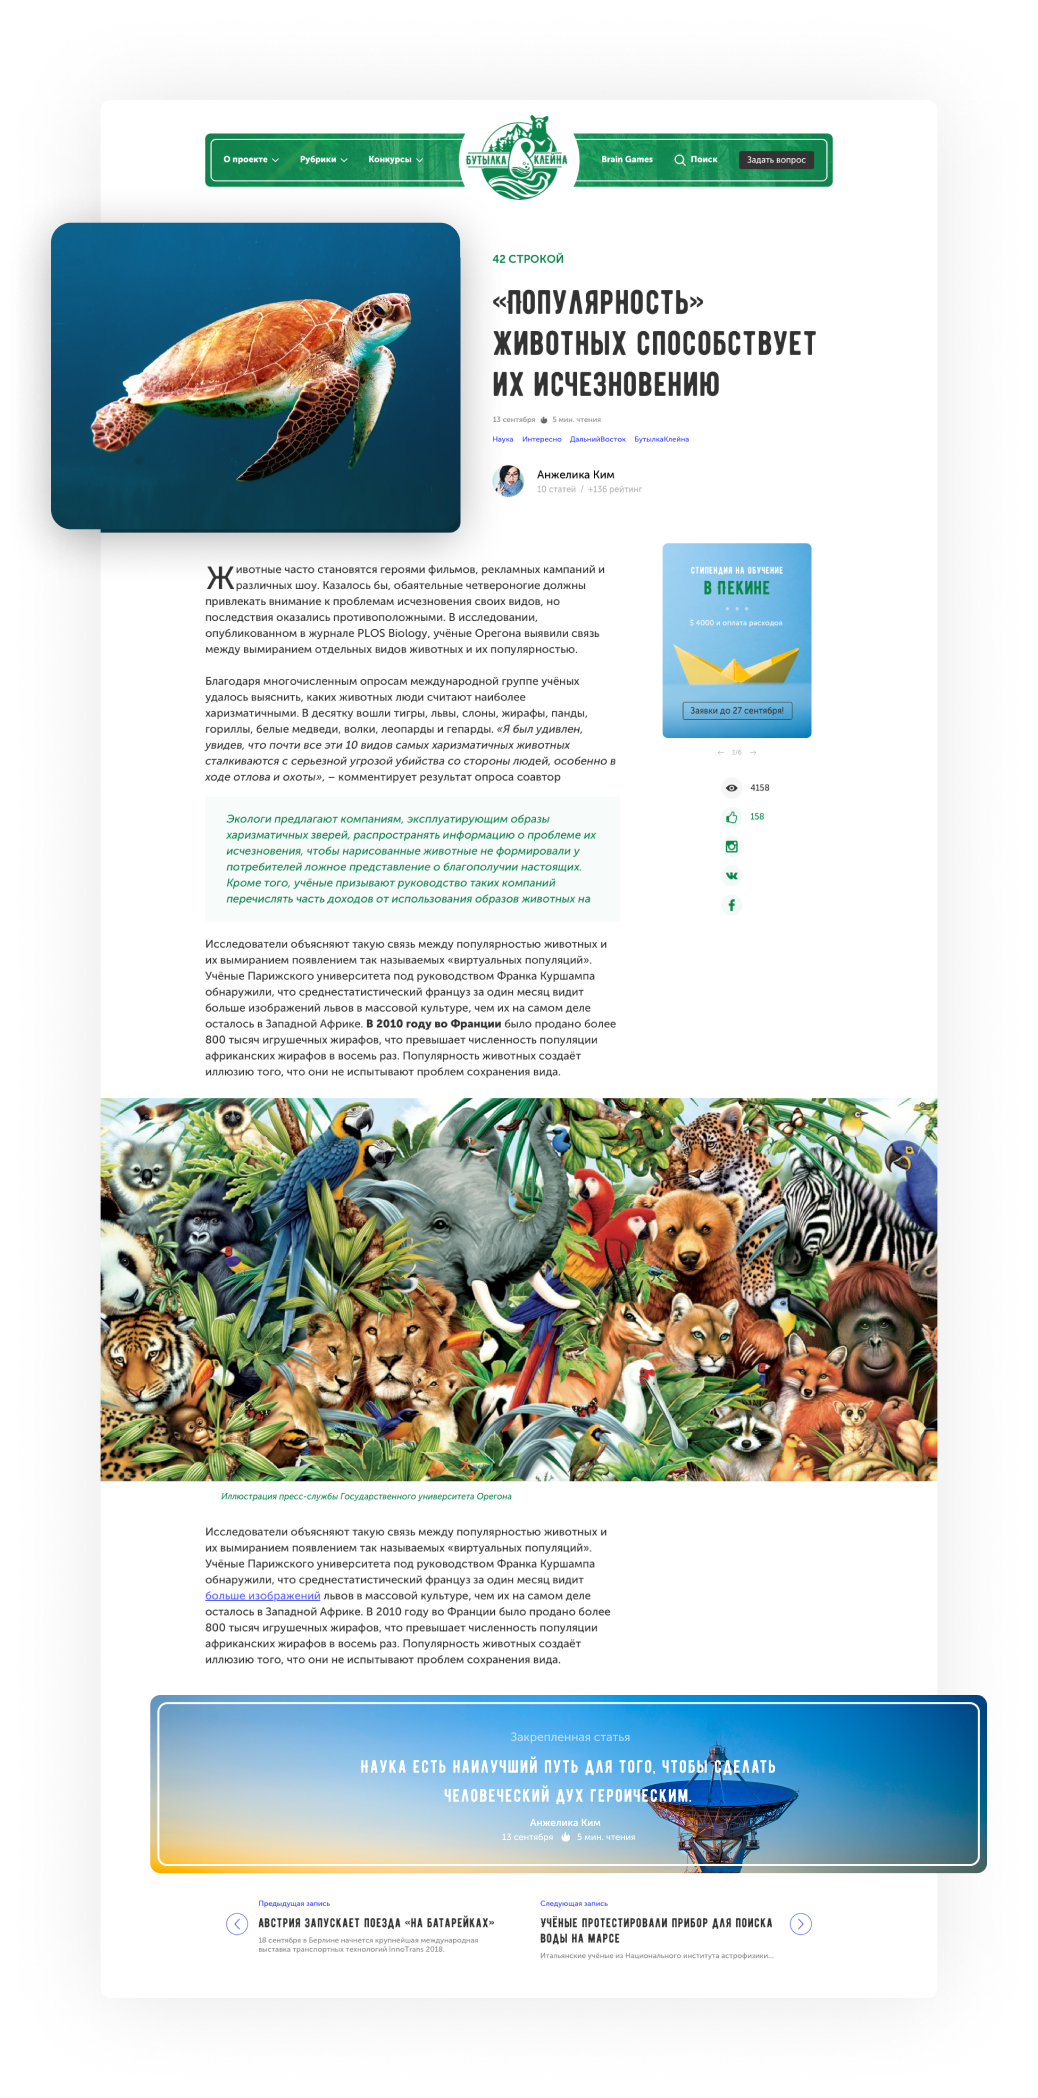 О проекте
Рубрики
Конкурсы
БУТЫЛКА КЛЕЙНА
Brain Games
Поиск
Задать вопрос
42 СТРОКОЙ
«ПОПУЛЯРНОСТЬ»
ЖИВОТНЫХ СПОСОБСТВУЕТ
ИХ ИСЧЕЗНОВЕНИЮ
13 сентября 5 мин. чтения
Наука Интересно ДальнийВосток БутылкаКлейна
Анжелика Ким
10 статей / +136 рейтинг
Животные часто становятся героями фильмов, рекламных кампаний и
различных шоу. Казалось бы, обаятельные четвероногие должны
привлекать внимание к проблемам исчезновения своих видов, но
последствия оказались противоположными. В исследовании,
опубликованном в журнале PLOS Biology, учёные Орегона выявили связь
между вымиранием отдельных видов животных и их популярностью.
Благодаря многочисленным опросам международной группе учёных
удалось выяснить, каких животных люди считают наиболее
харизматичными. В десятку вошли тигры, львы, слоны, жирафы, панды,
гориллы, белые медведи, волки, леопарды и гепарды. «Я был удивлен,
увидев, что почти все эти 10 видов самых харизматичных животных
сталкиваются с серьезной угрозой убийства со стороны людей, особенно в
ходе отлова и охоты», – комментирует результат опроса соавтор
СТИПЕНДИЯ НА ОБУЧЕНИЕ
В ПЕКИНЕ
$ 4000 и оплата расходов
Заявки до 27 сентября!
← 1/6 →
4158
158
Экологи предлагают компаниям, эксплуатирующим образы
харизматичных зверей, распространять информацию о проблеме их
исчезновения, чтобы нарисованные животные не формировали у
потребителей ложное представление о благополучии настоящих.
Кроме того, учёные призывают руководство таких компаний
перечислять часть доходов от использования образов животных на
Исследователи объясняют такую связь между популярностью животных и
их вымиранием появлением так называемых «виртуальных популяций».
Учёные Парижского университета под руководством Франка Куршампа
обнаружили, что среднестатистический француз за один месяц видит
больше изображений львов в массовой культуре, чем их на самом деле
осталось в Западной Африке. В 2010 году во Франции было продано более
800 тысяч игрушечных жирафов, что превышает численность популяции
африканских жирафов в восемь раз. Популярность животных создаёт
иллюзию того, что они не испытывают проблем сохранения вида.
Иллюстрация пресс-службы Государственного университета Орегона
Исследователи объясняют такую связь между популярностью животных и
их вымиранием появлением так называемых «виртуальных популяций».
Учёные Парижского университета под руководством Франка Куршампа
обнаружили, что среднестатистический француз за один месяц видит
больше изображений львов в массовой культуре, чем их на самом деле
осталось в Западной Африке. В 2010 году во Франции было продано более
800 тысяч игрушечных жирафов, что превышает численность популяции
африканских жирафов в восемь раз. Популярность животных создаёт
иллюзию того, что они не испытывают проблем сохранения вида.
Закрепленная статья
НАУКА ЕСТЬ НАИЛУЧШИЙ ПУТЬ ДЛЯ ТОГО, ЧТОБЫ СДЕЛАТЬ
ЧЕЛОВЕЧЕСКИЙ ДУХ ГЕРОИЧЕСКИМ.
Анжелика Ким
13 сентября 5 мин. чтения
Предыдущая запись
АВСТРИЯ ЗАПУСКАЕТ ПОЕЗДА «НА БАТАРЕЙКАХ»
18 сентября в Берлине начнется крупнейшая международная
выставка транспортных технологий InnoTrans 2018.
Следующая запись
УЧЁНЫЕ ПРОТЕСТИРОВАЛИ ПРИБОР ДЛЯ ПОИСКА
ВОДЫ НА МАРСЕ
Итальянские учёные из Национального института астрофизики...